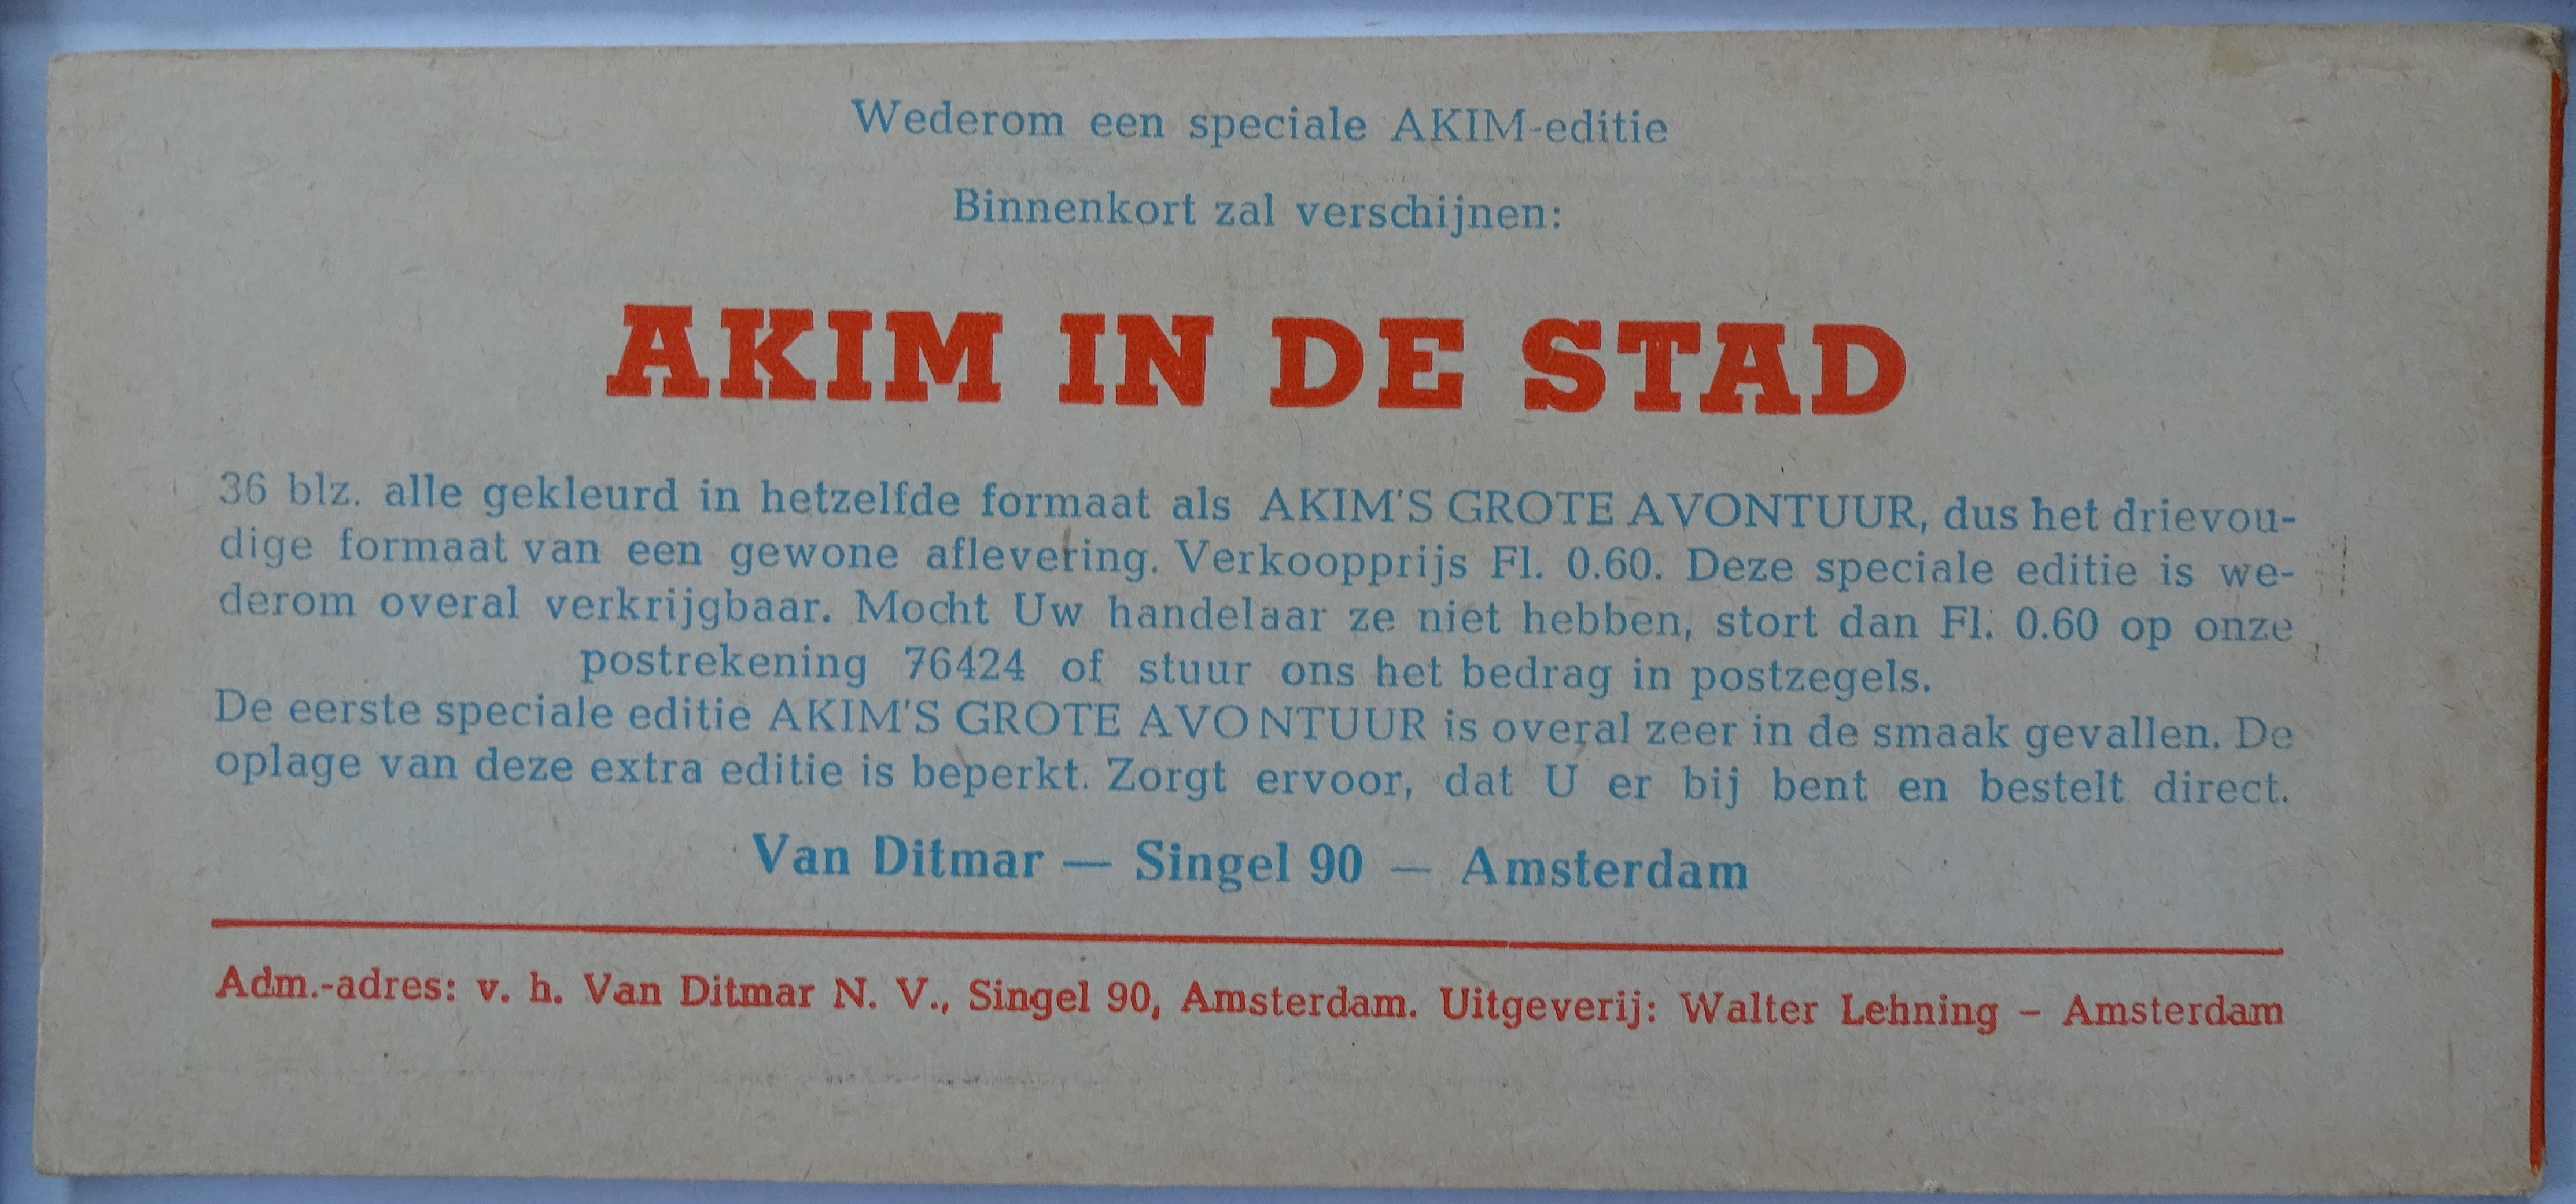 Wederom een speciale AKIM-editie
Binnenkort zal verschijnen:
AKIM IN DE STAD
36 blz. alle gekleurd in hetzelfde formaat als AKIM'S GROTE AVONTUUR, dus het drievou-
dige formaat van een gewone aflevering. Verkoopprijs Fl. 0.60. Deze speciale editie is we-
derom overal verkrijgbaar. Mocht Uw handelaar ze niet hebben, stort dan Fl. 0.60 op onze
postrekening 76424 of stuur ons het bedrag in postzegels.
De eerste speciale editie AKIM'S GROTE AVONTUUR is overal zeer in de smaak gevallen. De
oplage van deze extra editie is beperkt. Zorgt ervoor, dat U er bij bent en bestelt direct.
Van Ditmar — Singel 90 — Amsterdam
Adm.-adres: v. h. Van Ditmar N. V., Singel 90, Amsterdam. Uitgeverij: Walter Lehning – Amsterdam